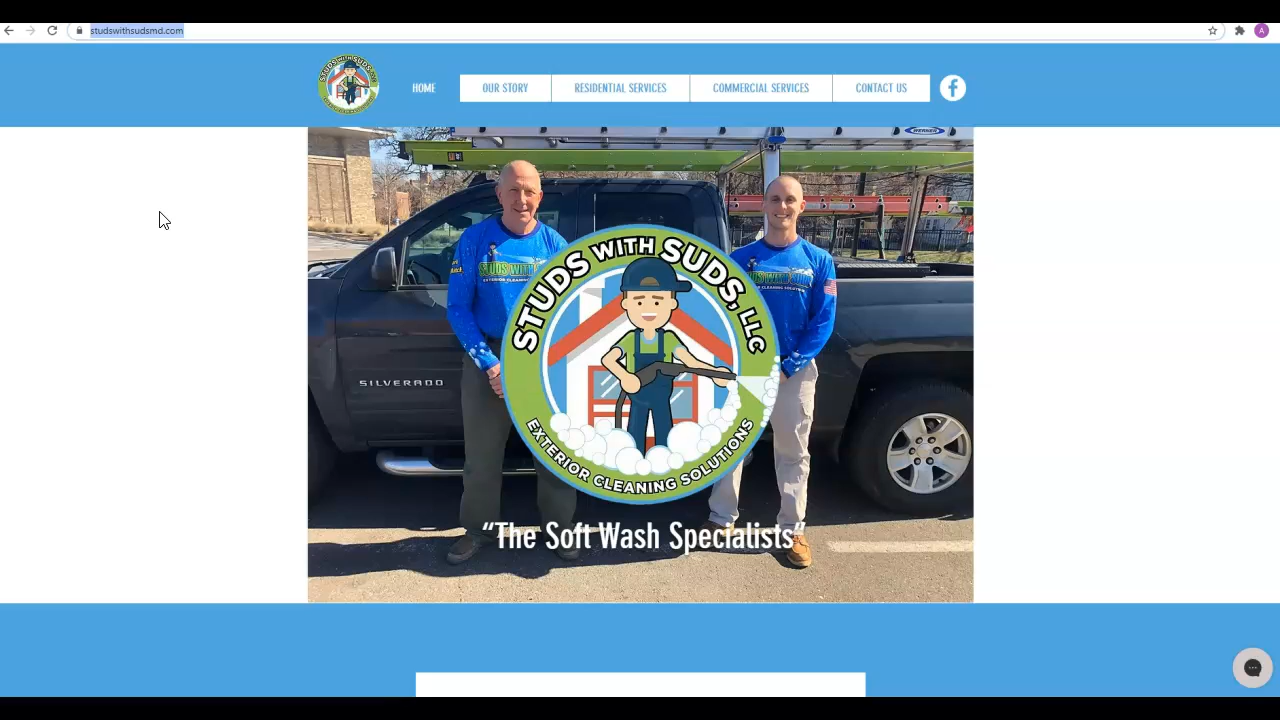 studswithsudsmd.com
A
HOME
OUR STORY
RESIDENTIAL SERVICES
COMMERCIAL SERVICES
CONTACT US
WERNER
STUDS WITH SUDS, LLC
EXTERIOR CLEANING SOLUTIONS
SILVERADO
“The Soft Wash Specialists”